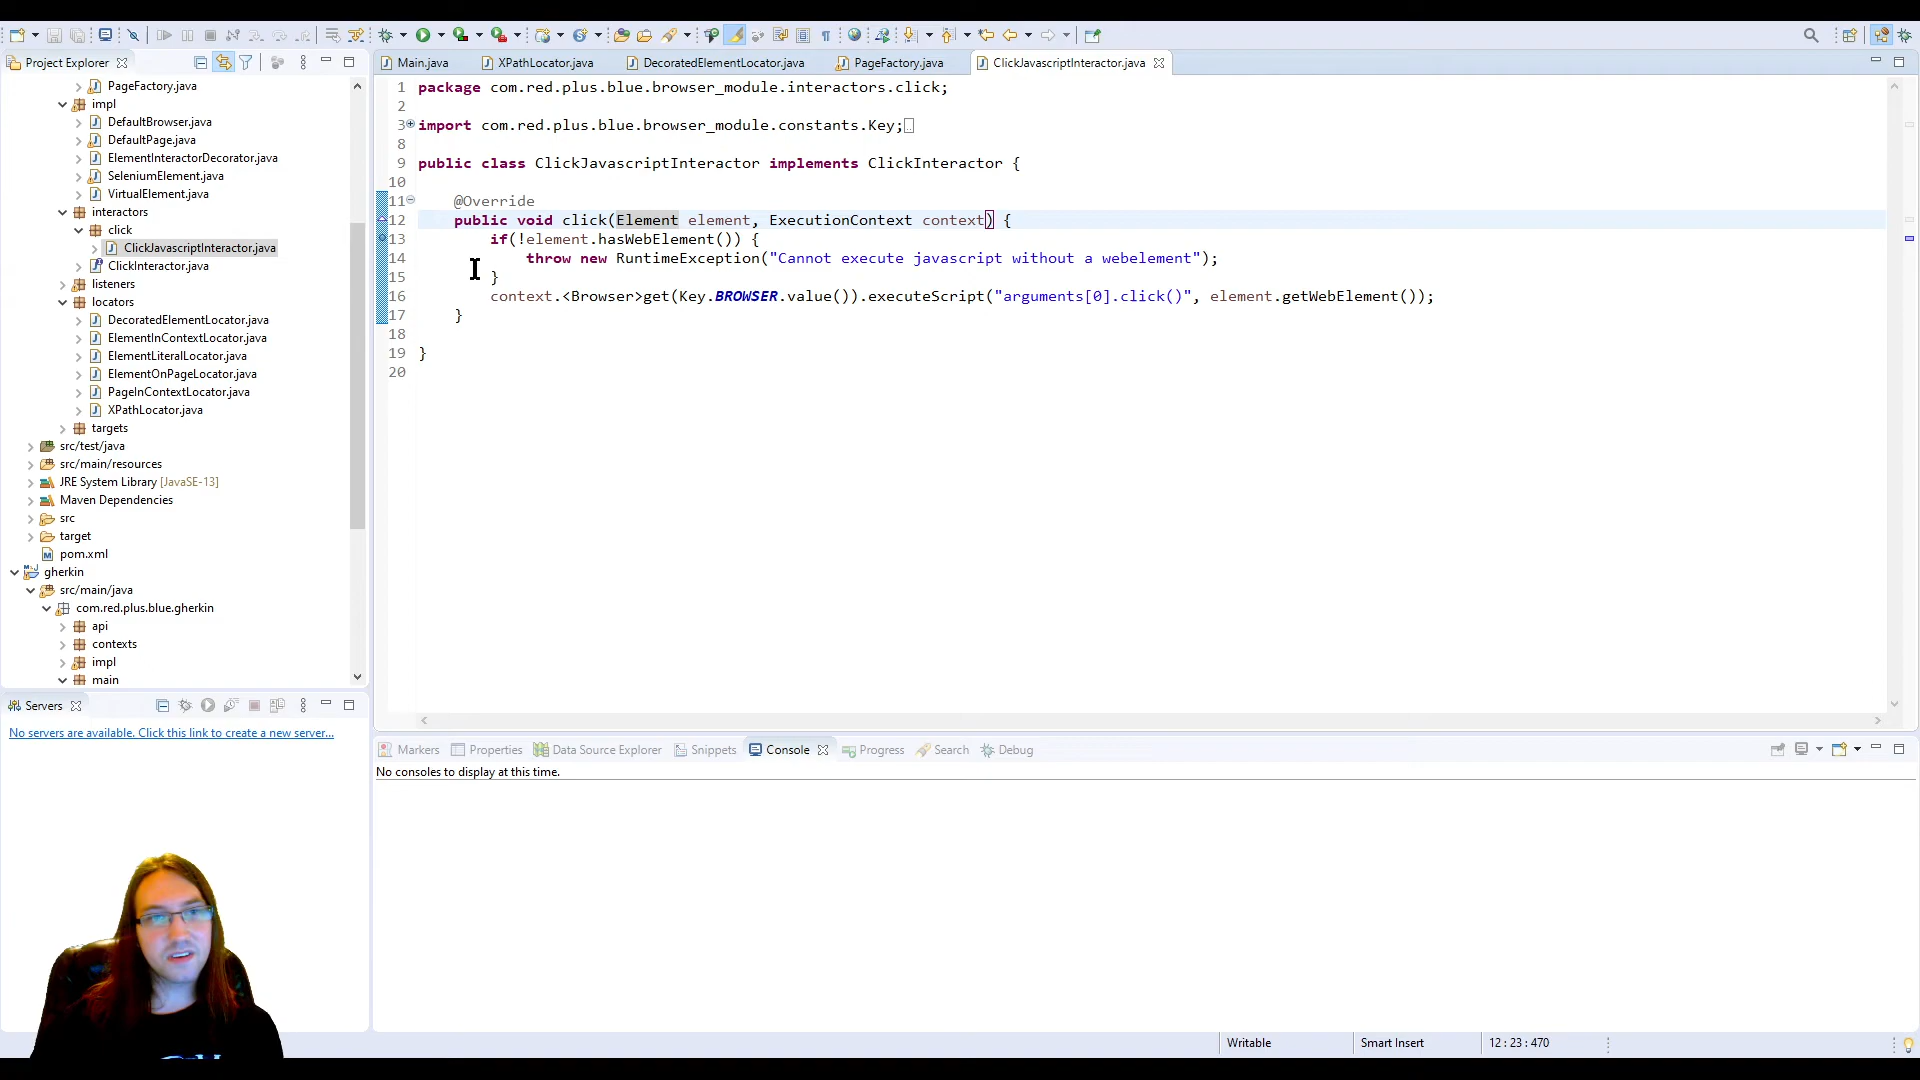 Project Explorer
PageFactory.java
impl
DefaultBrowser.java
DefaultPage.java
ElementInteractorDecorator.java
SeleniumElement.java
VirtualElement.java
interactors
click
ClickJavascriptInteractor.java
ClickInteractor.java
listeners
locators
DecoratedElementLocator.java
ElementInContextLocator.java
ElementLiteralLocator.java
ElementOnPageLocator.java
PageInContextLocator.java
XPathLocator.java
targets
src/test/java
src/main/resources
JRE System Library [JavaSE-13]
Maven Dependencies
src
target
pom.xml
gherkin
src/main/java
com.red.plus.blue.gherkin
api
contexts
impl
main
Servers
No servers are available. Click this link to create a new server...
Main.java XPathLocator.java DecoratedElementLocator.java PageFactory.java ClickJavascriptInteractor.java
1 package com.red.plus.blue.browser_module.interactors.click;
2
3 import com.red.plus.blue.browser_module.constants.Key;
8
9 public class ClickJavascriptInteractor implements ClickInteractor {
10
11 @Override
12 public void click(Element element, ExecutionContext context) {
13 if(!element.hasWebElement()) {
14 throw new RuntimeException("Cannot execute javascript without a webelement");
15 }
16 context.<Browser>get(Key.BROWSER.value()).executeScript("arguments[0].click()", element.getWebElement());
17 }
18
19 }
20
Markers Properties Data Source Explorer Snippets Console Progress Search Debug
No consoles to display at this time.
Writable Smart Insert 12 : 23 : 470